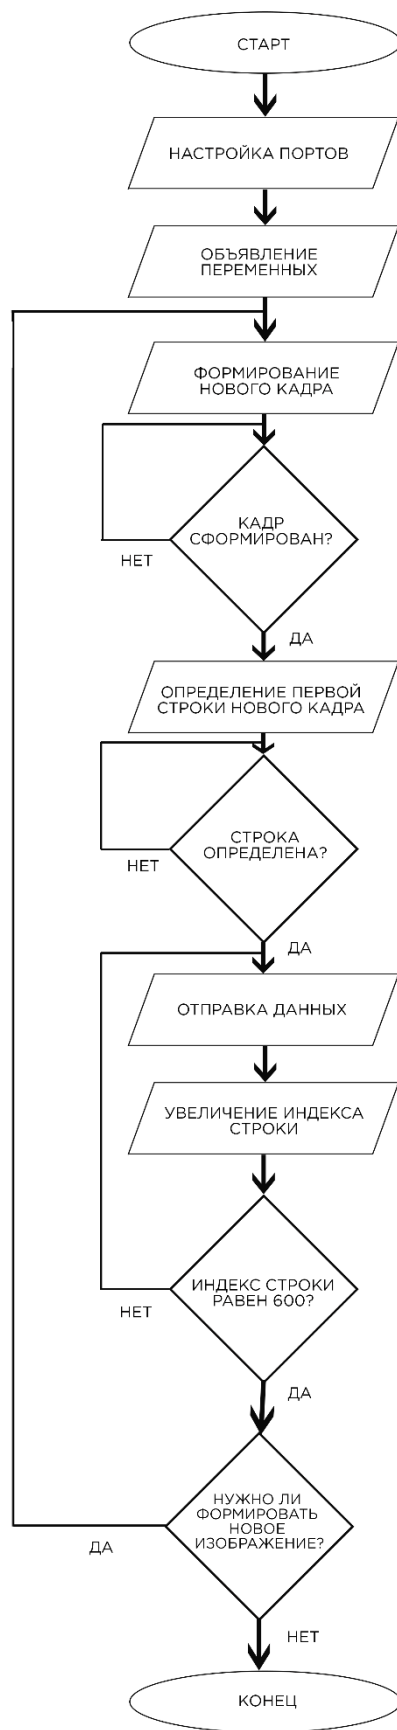 СТАРТ
НАСТРОЙКА ПОРТОВ
ОБЪЯВЛЕНИЕ
ПЕРЕМЕННЫХ
ФОРМИРОВАНИЕ
НОВОГО КАДРА
КАДР
СФОРМИРОВАН?
НЕТ
ДА
ОПРЕДЕЛЕНИЕ ПЕРВОЙ
СТРОКИ НОВОГО КАДРА
СТРОКА
ОПРЕДЕЛЕНА?
НЕТ
ДА
ОТПРАВКА ДАННЫХ
УВЕЛИЧЕНИЕ ИНДЕКСА
СТРОКИ
ИНДЕКС СТРОКИ
РАВЕН 600?
НЕТ
ДА
НУЖНО ЛИ
ФОРМИРОВАТЬ
НОВОЕ
ИЗОБРАЖЕНИЕ?
ДА
НЕТ
КОНЕЦ